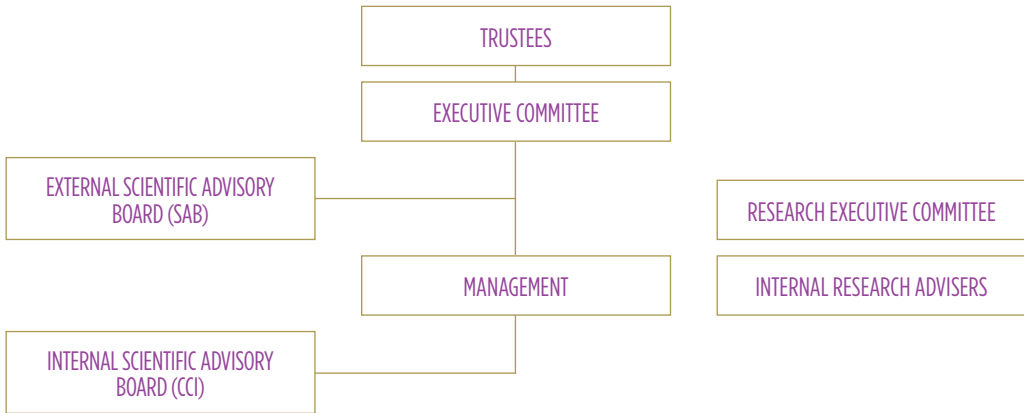 TRUSTEES
EXECUTIVE COMMITTEE
EXTERNAL SCIENTIFIC ADVISORY
BOARD (SAB)
RESEARCH EXECUTIVE COMMITTEE
MANAGEMENT
INTERNAL RESEARCH ADVISERS
INTERNAL SCIENTIFIC ADVISORY
BOARD (CCI)